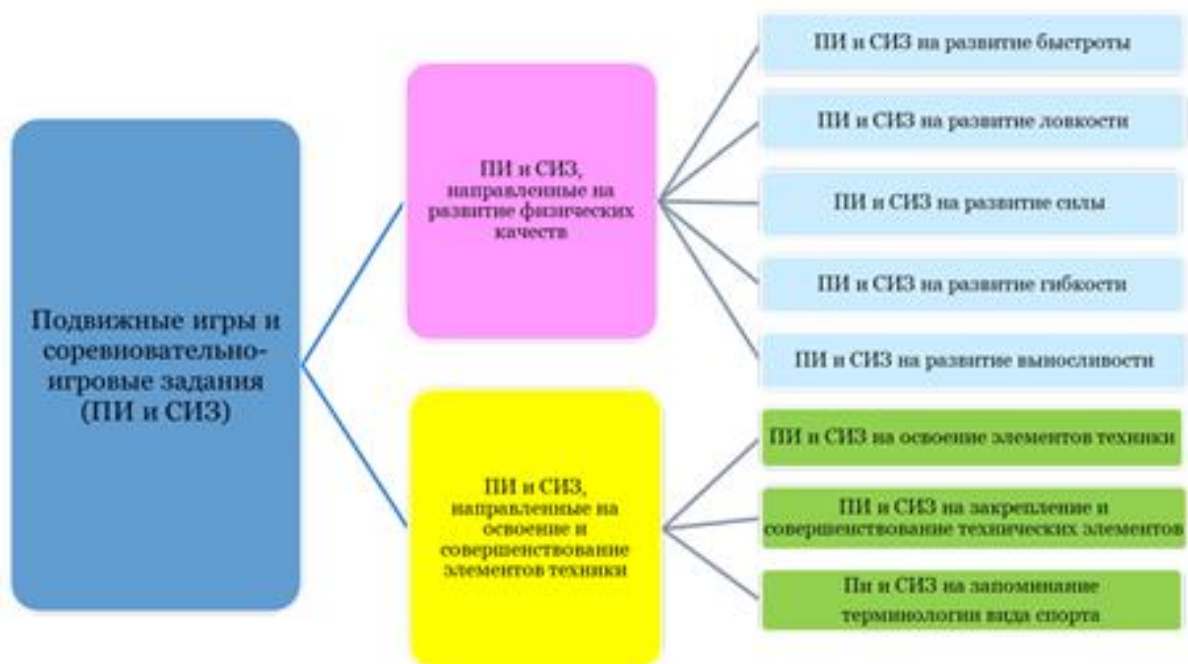 Подвижные игры и
соревновательно-
игровые задания
(ПИ и СИЗ)
ПИ и СИЗ,
направленные на
развитие физических
качеств
ПИ и СИЗ на развитие быстроты
ПИ и СИЗ на развитие ловкости
ПИ и СИЗ на развитие силы
ПИ и СИЗ на развитие гибкости
ПИ и СИЗ на развитие выносливости
ПИ и СИЗ,
направленные на
освоение и
совершенствование
элементов техники
ПИ и СИЗ на освоение элементов техники
ПИ и СИЗ на закрепление и
совершенствование технических элементов
Пи и СИЗ на запоминание
терминологии вида спорта